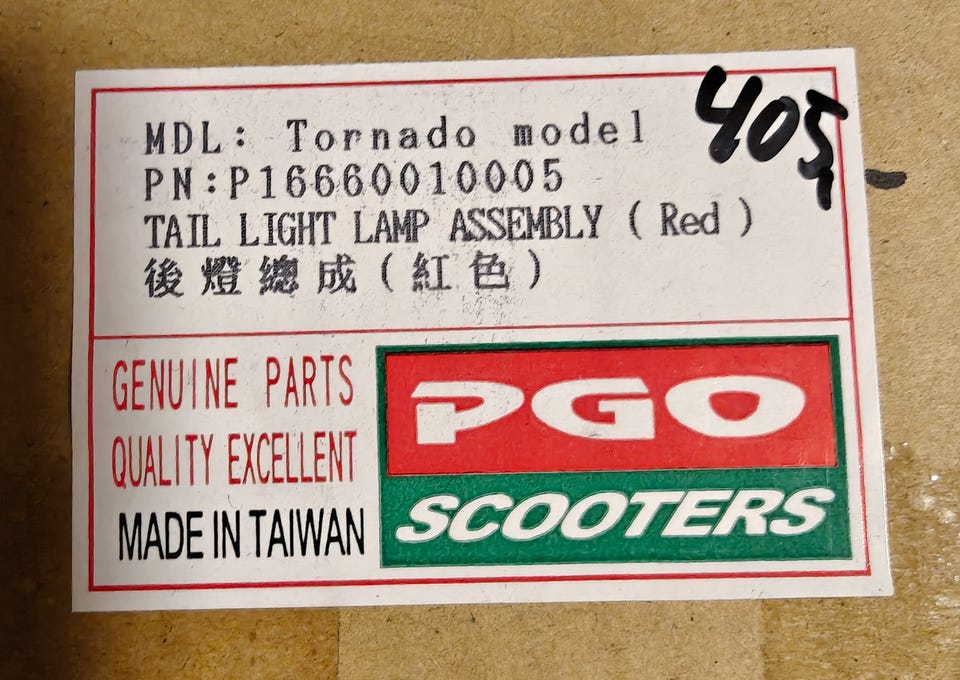 MDL: Tornado model
405
PN:P16660010005
TAIL LIGHT LAMP ASSEMBLY (Red)
後燈總成(紅色)
GENUINE PARTS
QUALITY EXCELLENT
MADE IN TAIWAN
PGO
SCOOTERS